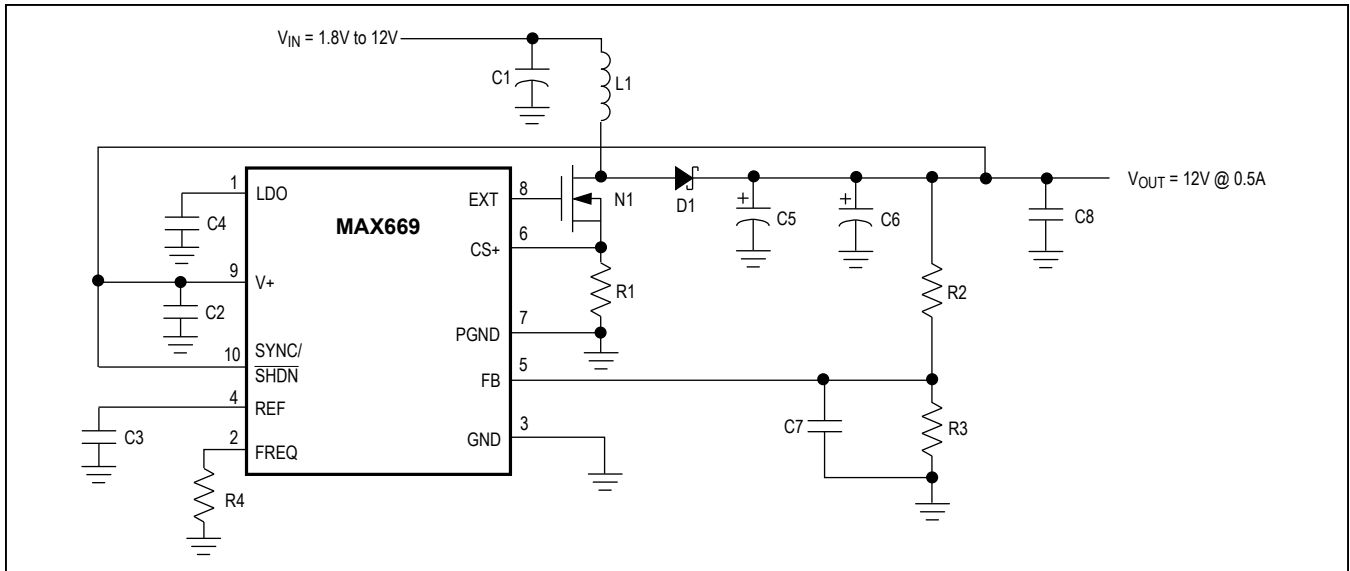 V_IN = 1.8V to 12V
C1
L1
1
LDO
C4
MAX669
EXT
8
N1
D1
C5
C6
C8
V_OUT = 12V @ 0.5A
CS+
6
R1
R2
9
V+
C2
PGND
7
10
SYNC/
SHDN
FB
5
4
REF
C3
C7
R3
GND
3
2
FREQ
R4
+
+